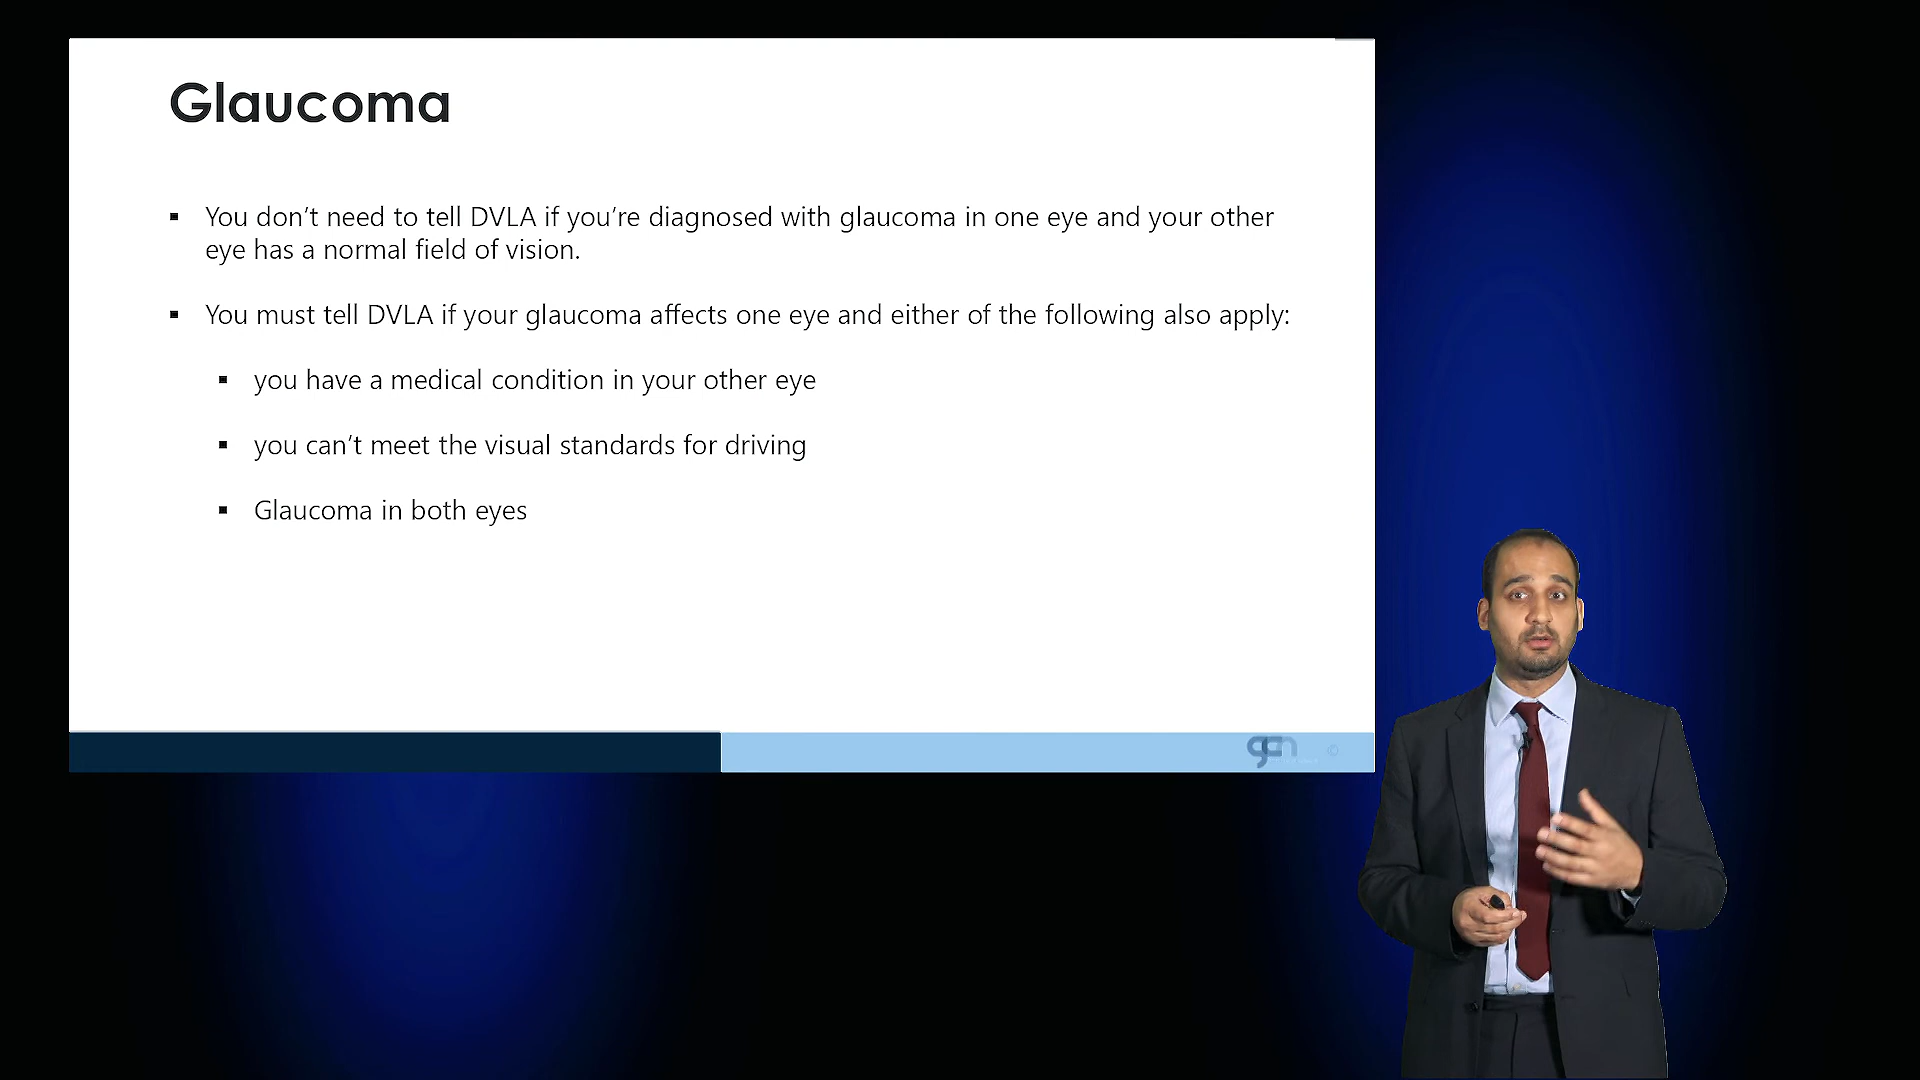 Glaucoma
▪ You don't need to tell DVLA if you're diagnosed with glaucoma in one eye and your other
eye has a normal field of vision.
▪ You must tell DVLA if your glaucoma affects one eye and either of the following also apply:
▪ you have a medical condition in your other eye
▪ you can't meet the visual standards for driving
▪ Glaucoma in both eyes
©